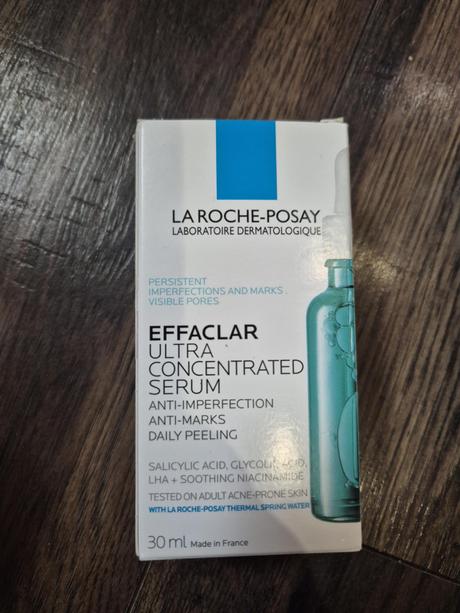 LA ROCHE-POSAY
LABORATOIRE DERMATOLOGIQUE
PERSISTENT
IMPERFECTIONS AND MARKS .
VISIBLE PORES
EFFACLAR
ULTRA
CONCENTRATED
SERUM
ANTI-IMPERFECTION
ANTI-MARKS
DAILY PEELING
SALICYLIC ACID, GLYCOLIC ACID,
LHA + SOOTHING NIACINAMIDE
TESTED ON ADULT ACNE-PRONE SKIN
WITH LA ROCHE-POSAY THERMAL SPRING WATER
30 ml Made in France